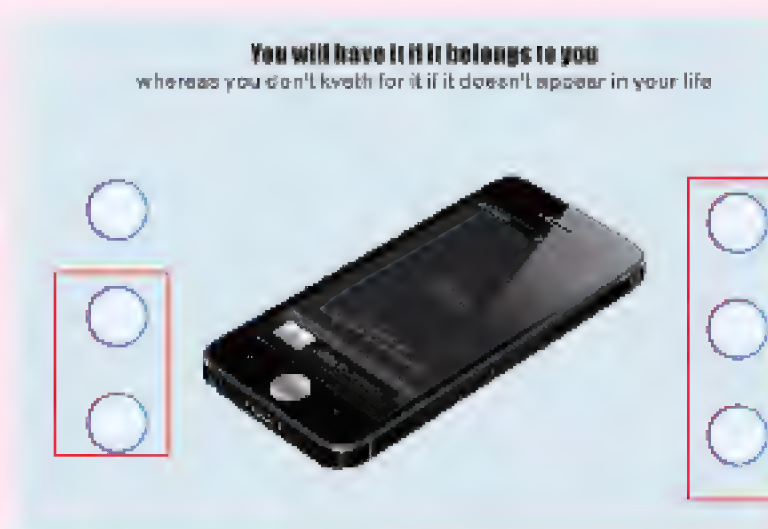 You will have it if it belongs to you
whereas you don't kveth for it if it doesn't appear in your life